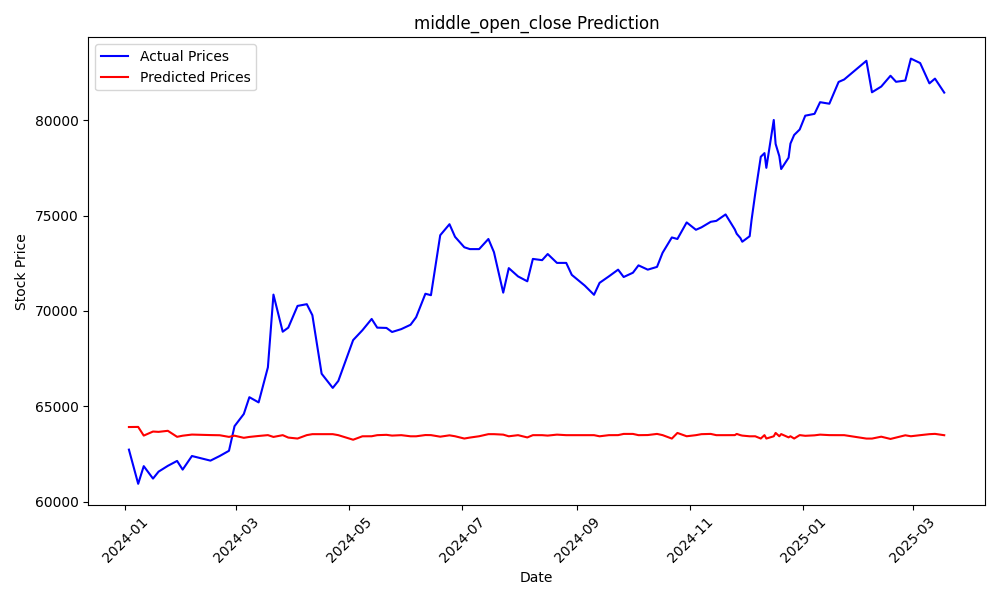 middle_open_close Prediction
Actual Prices
Predicted Prices
Stock Price
80000
75000
70000
65000
60000
2024-01
2024-03
2024-05
2024-07
2024-09
2024-11
2025-01
2025-03
Date